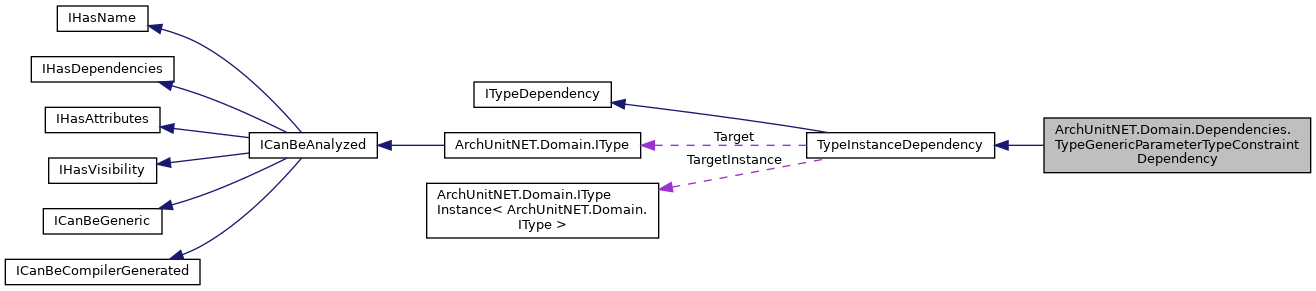 IHasName
IHasDependencies
IHasAttributes
IHasVisibility
ICanBeGeneric
ICanBeCompilerGenerated
ICanBeAnalyzed
ITypeDependency
ArchUnitNET.Domain.IType
ArchUnitNET.Domain.IType
Instance< ArchUnitNET.Domain.
IType >
Target
TargetInstance
TypeInstanceDependency
ArchUnitNET.Domain.Dependencies.
TypeGenericParameterTypeConstraint
Dependency